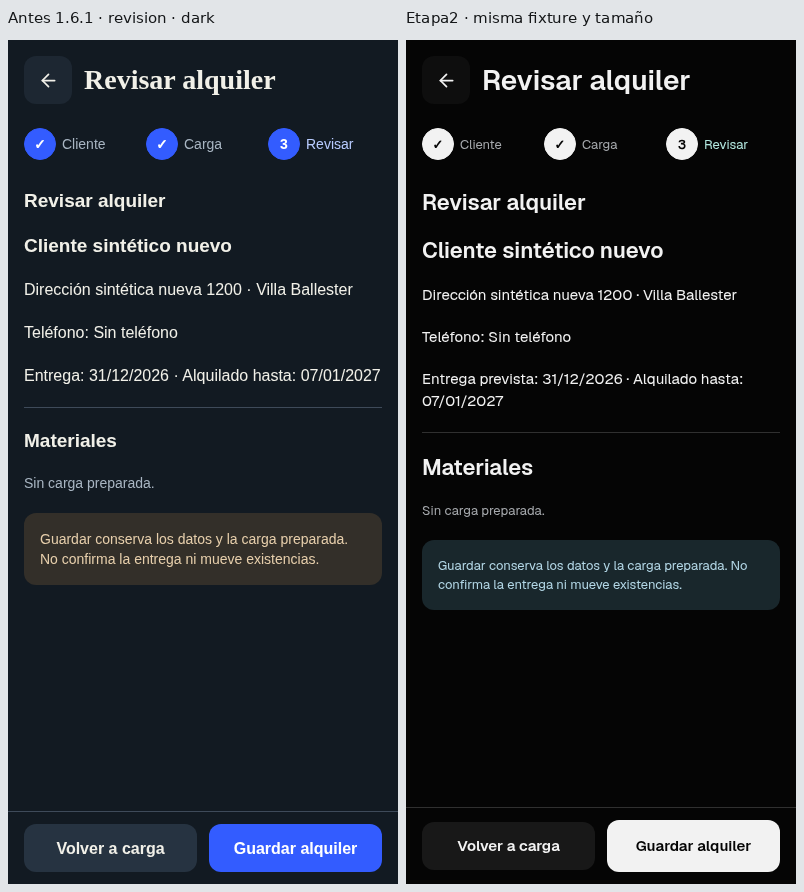 Antes 1.6.1 · revision · dark
← Revisar alquiler
✓ Cliente ✓ Carga 3 Revisar
Revisar alquiler
Cliente sintético nuevo
Dirección sintética nueva 1200 · Villa Ballester
Teléfono: Sin teléfono
Entrega: 31/12/2026 · Alquilado hasta: 07/01/2027
Materiales
Sin carga preparada.
Guardar conserva los datos y la carga preparada.
No confirma la entrega ni mueve existencias.
Volver a carga Guardar alquiler
Etapa2 · misma fixture y tamaño
← Revisar alquiler
✓ Cliente ✓ Carga 3 Revisar
Revisar alquiler
Cliente sintético nuevo
Dirección sintética nueva 1200 · Villa Ballester
Teléfono: Sin teléfono
Entrega prevista: 31/12/2026 · Alquilado hasta:
07/01/2027
Materiales
Sin carga preparada.
Guardar conserva los datos y la carga preparada. No
confirma la entrega ni mueve existencias.
Volver a carga Guardar alquiler